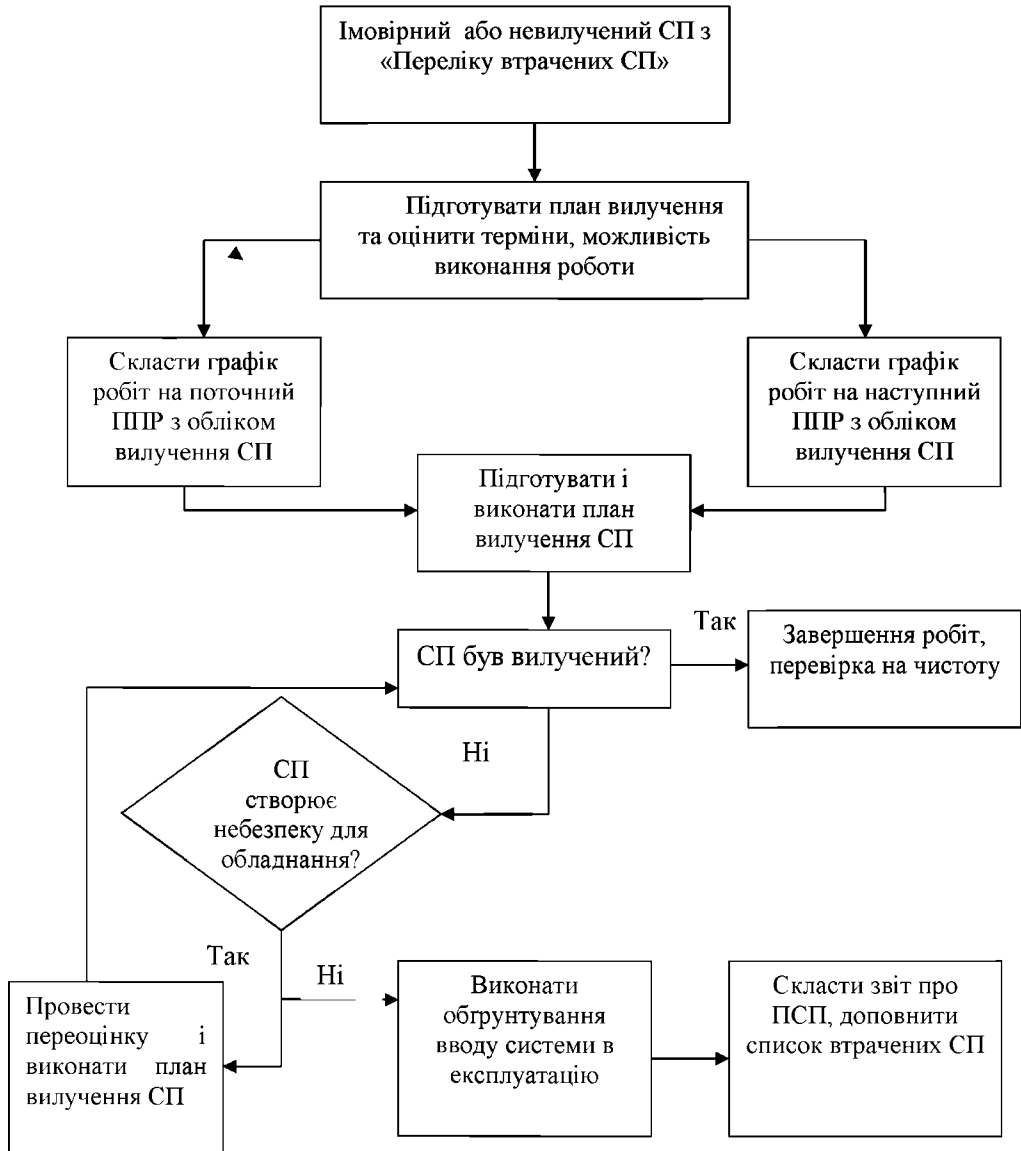 Імовірний або невилучений СП з
«Переліку втрачених СП»
Підготувати план вилучення
та оцінити терміни, можливість
виконання роботи
Скласти графік
робіт на поточний
ППР з обліком
вилучення СП
Скласти графік
робіт на наступний
ППР з обліком
вилучення СП
Підготувати і
виконати план
вилучення СП
СП був вилучений?
Так
Завершення робіт,
перевірка на чистоту
Ні
СП
створює
небезпеку для
обладнання?
Так
Ні
Провести
переоцінку і
виконати план
вилучення СП
Виконати
обґрунтування
вводу системи в
експлуатацію
Скласти звіт про
ПСП, доповнити
список втрачених СП